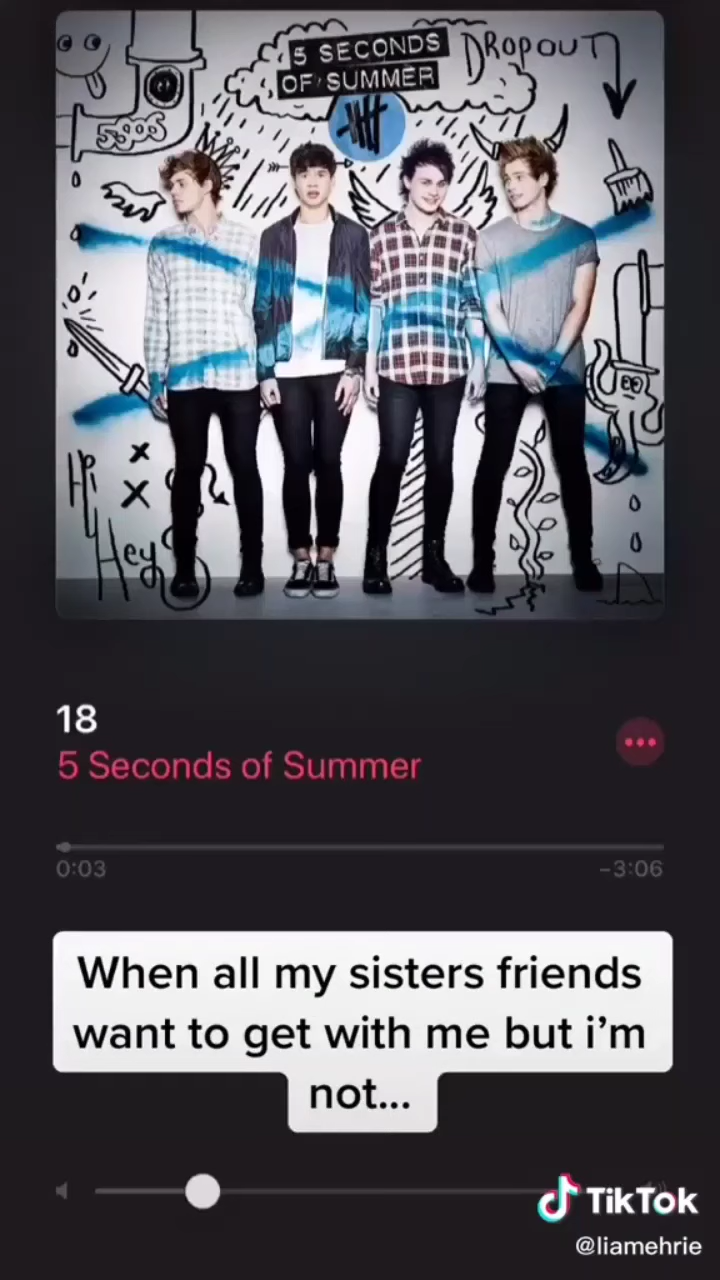 5 SECONDS
OF SUMMER
DROPOUT
5SOS
Hi
Hey
18
5 Seconds of Summer
0:03
-3:06
When all my sisters friends
want to get with me but i’m
not...
TikTok
@liamehrie